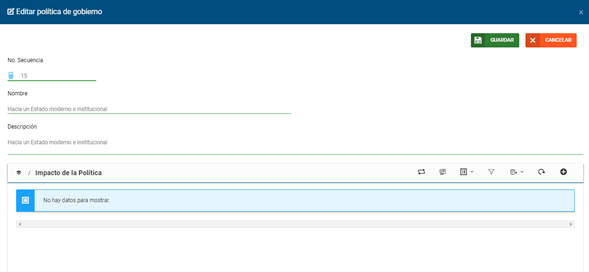 Editar política de gobierno
GUARDAR
CANCELAR
No. Secuencia
15
Nombre
Hacia un Estado moderno e institucional
Descripción
Hacia un Estado moderno e institucional
/ Impacto de la Política
No hay datos para mostrar.